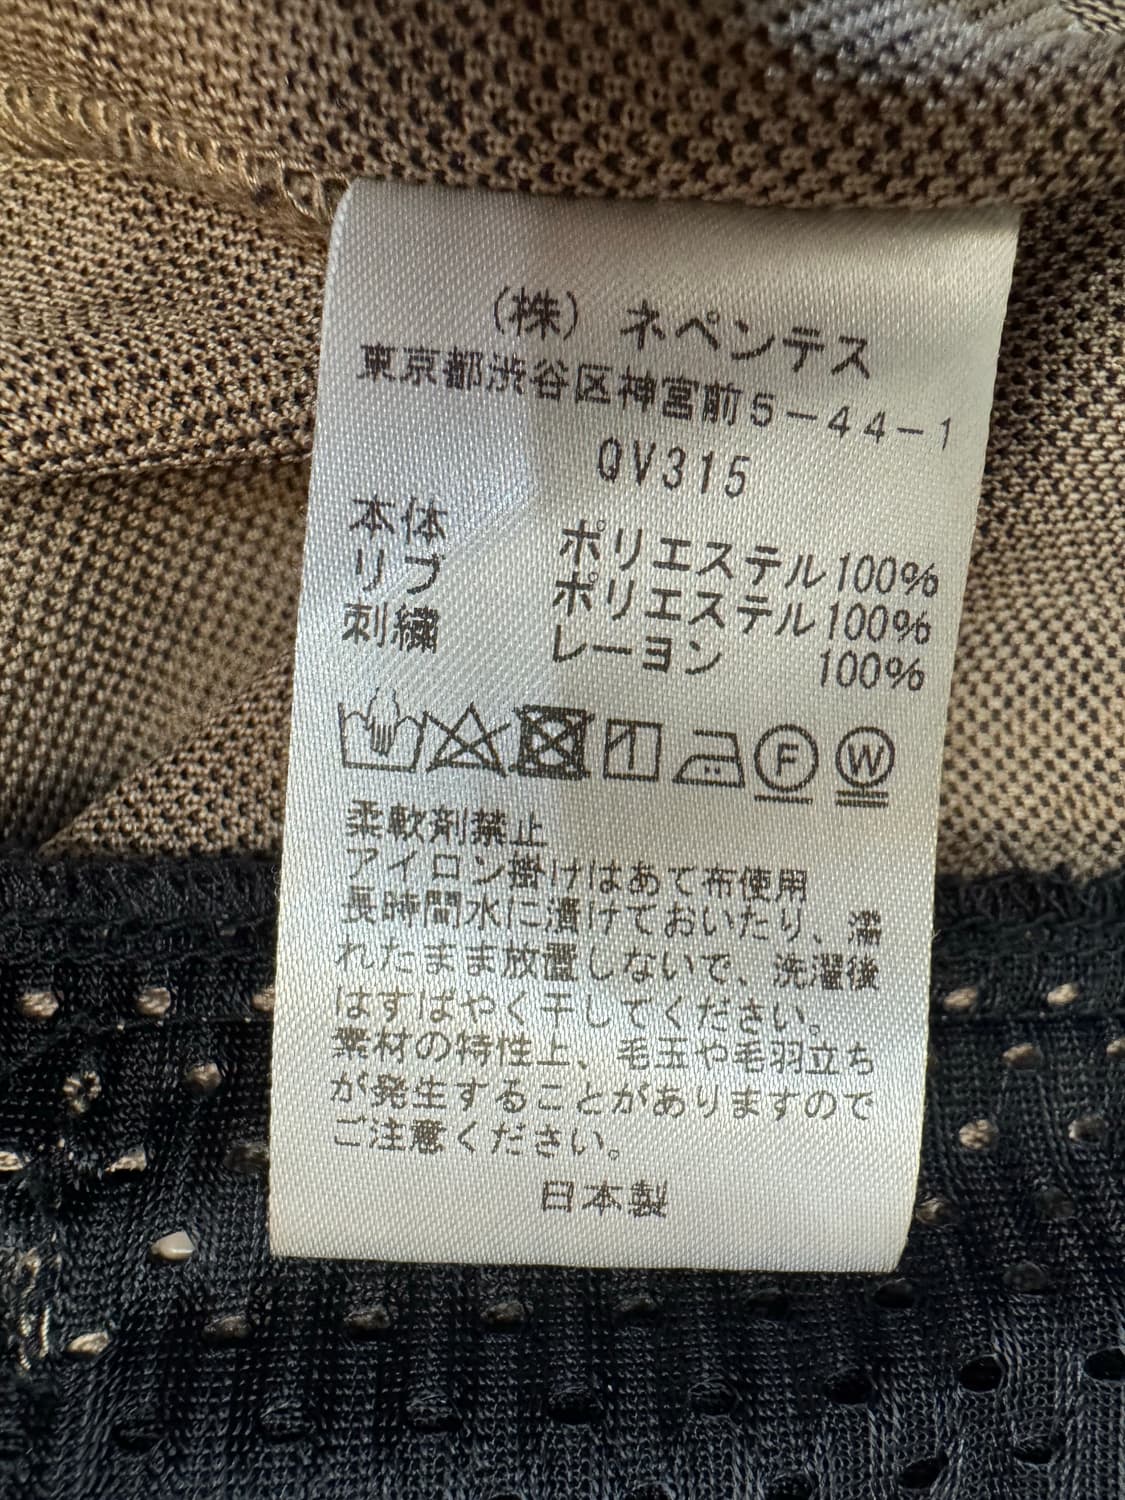 (株) ネペンテス
東京都渋谷区神宮前5-44-1
QV315
本体 ポリエステル100%
リブ ポリエステル100%
刺繍 レーヨン 100%
F W
柔軟剤禁止
アイロン掛けはあて布使用
長時間水に漬けておいたり、濡
れたまま放置しないで、洗濯後
はすばやく干してください。
素材の特性上、毛玉や毛羽立ち
が発生することがありますので
ご注意ください。
日本製